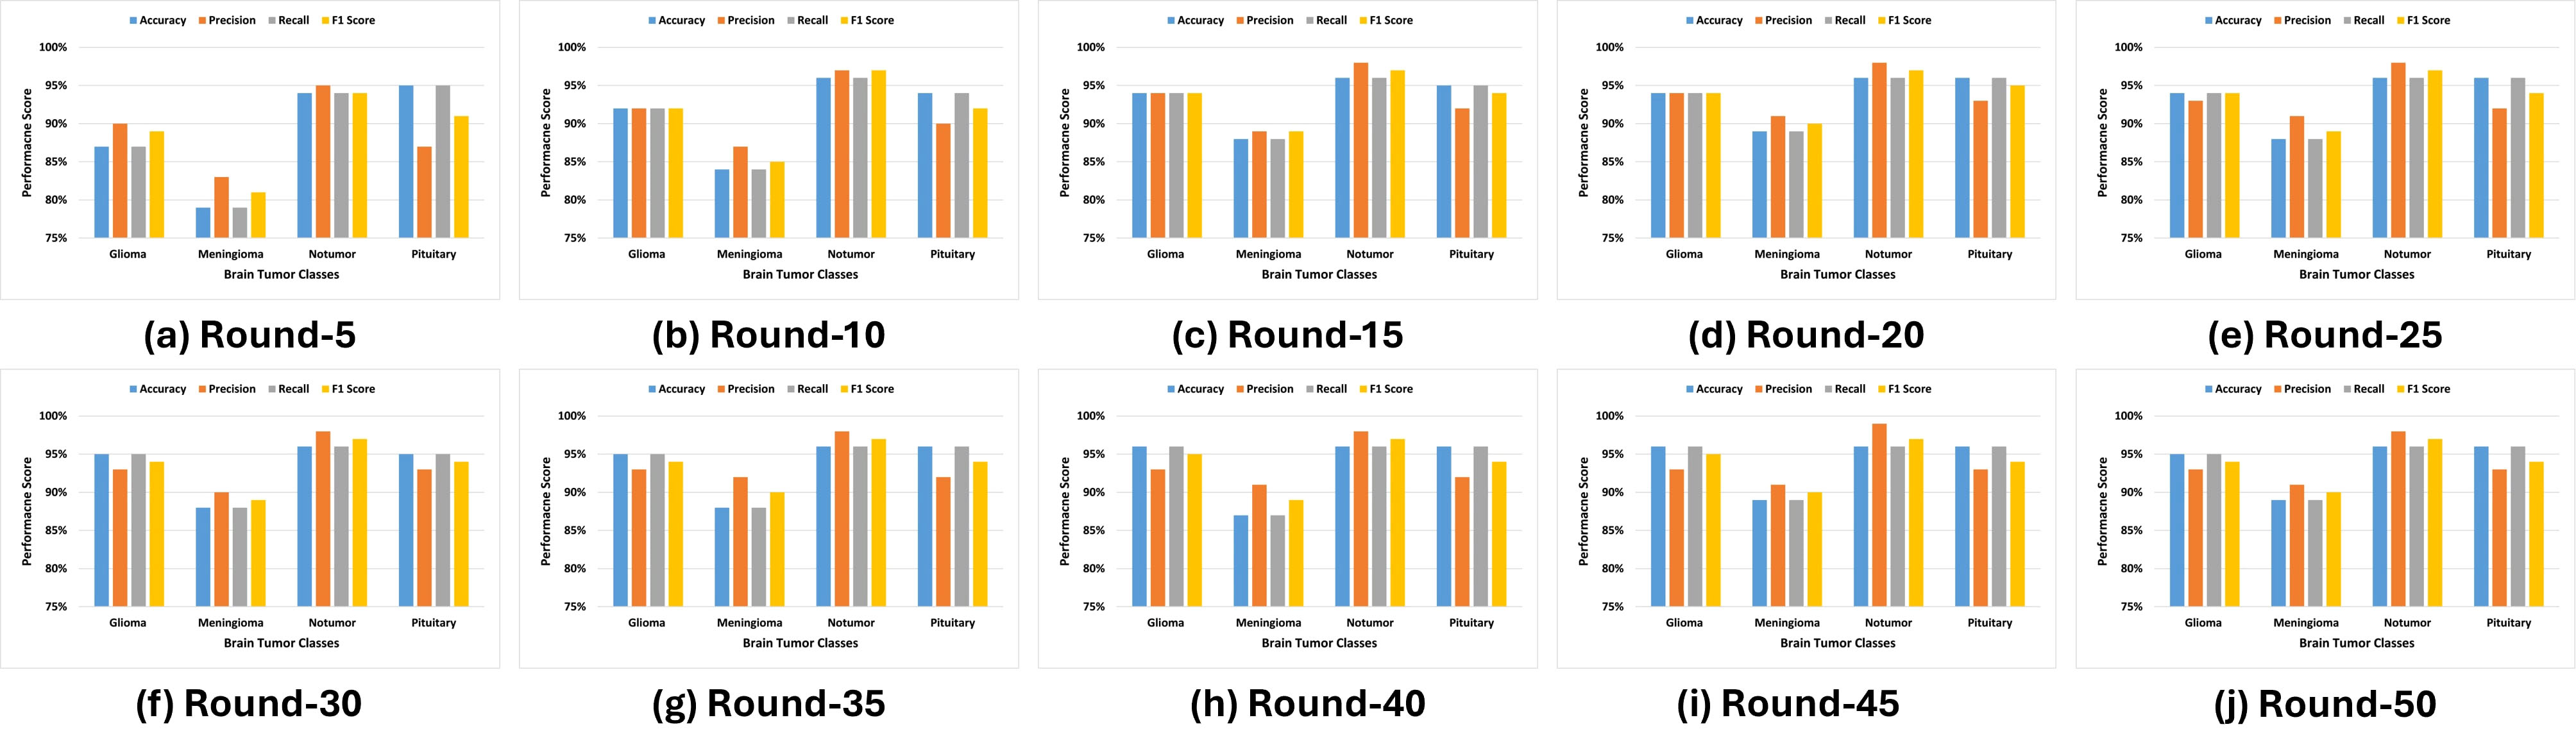 Accuracy Precision Recall F1 Score
100%
95%
90%
85%
80%
75%
Performacne Score
Glioma Meningioma Notumor Pituitary
Brain Tumor Classes
(a) Round-5
Accuracy Precision Recall F1 Score
100%
95%
90%
85%
80%
75%
Performacne Score
Glioma Meningioma Notumor Pituitary
Brain Tumor Classes
(b) Round-10
Accuracy Precision Recall F1 Score
100%
95%
90%
85%
80%
75%
Performacne Score
Glioma Meningioma Notumor Pituitary
Brain Tumor Classes
(c) Round-15
Accuracy Precision Recall F1 Score
100%
95%
90%
85%
80%
75%
Performacne Score
Glioma Meningioma Notumor Pituitary
Brain Tumor Classes
(d) Round-20
Accuracy Precision Recall F1 Score
100%
95%
90%
85%
80%
75%
Performacne Score
Glioma Meningioma Notumor Pituitary
Brain Tumor Classes
(e) Round-25
Accuracy Precision Recall F1 Score
100%
95%
90%
85%
80%
75%
Performacne Score
Glioma Meningioma Notumor Pituitary
Brain Tumor Classes
(f) Round-30
Accuracy Precision Recall F1 Score
100%
95%
90%
85%
80%
75%
Performacne Score
Glioma Meningioma Notumor Pituitary
Brain Tumor Classes
(g) Round-35
Accuracy Precision Recall F1 Score
100%
95%
90%
85%
80%
75%
Performacne Score
Glioma Meningioma Notumor Pituitary
Brain Tumor Classes
(h) Round-40
Accuracy Precision Recall F1 Score
100%
95%
90%
85%
80%
75%
Performacne Score
Glioma Meningioma Notumor Pituitary
Brain Tumor Classes
(i) Round-45
Accuracy Precision Recall F1 Score
100%
95%
90%
85%
80%
75%
Performacne Score
Glioma Meningioma Notumor Pituitary
Brain Tumor Classes
(j) Round-50